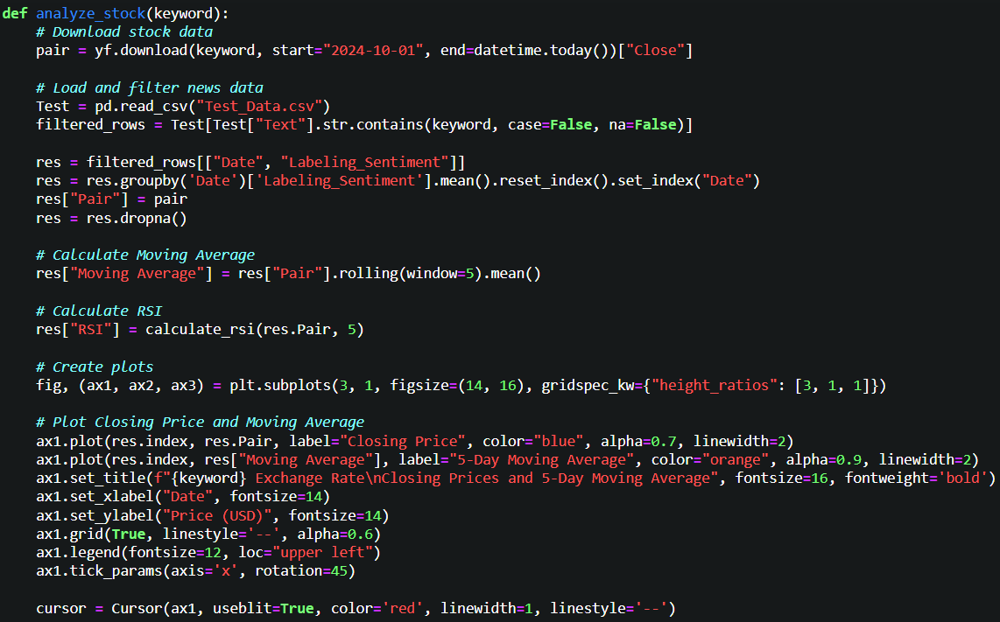 def analyze_stock(keyword):
    # Download stock data
    pair = yf.download(keyword, start="2024-10-01", end=datetime.today())["Close"]

    # Load and filter news data
    Test = pd.read_csv("Test_Data.csv")
    filtered_rows = Test[Test["Text"].str.contains(keyword, case=False, na=False)]

    res = filtered_rows[["Date", "Labeling_Sentiment"]]
    res = res.groupby('Date')['Labeling_Sentiment'].mean().reset_index().set_index("Date")
    res["Pair"] = pair
    res = res.dropna()

    # Calculate Moving Average
    res["Moving Average"] = res["Pair"].rolling(window=5).mean()

    # Calculate RSI
    res["RSI"] = calculate_rsi(res.Pair, 5)

    # Create plots
    fig, (ax1, ax2, ax3) = plt.subplots(3, 1, figsize=(14, 16), gridspec_kw={"height_ratios": [3, 1, 1]})

    # Plot Closing Price and Moving Average
    ax1.plot(res.index, res.Pair, label="Closing Price", color="blue", alpha=0.7, linewidth=2)
    ax1.plot(res.index, res["Moving Average"], label="5-Day Moving Average", color="orange", alpha=0.9, linewidth=2)
    ax1.set_title(f"{keyword} Exchange Rate\nClosing Prices and 5-Day Moving Average", fontsize=16, fontweight='bold')
    ax1.set_xlabel("Date", fontsize=14)
    ax1.set_ylabel("Price (USD)", fontsize=14)
    ax1.grid(True, linestyle='--', alpha=0.6)
    ax1.legend(fontsize=12, loc="upper left")
    ax1.tick_params(axis='x', rotation=45)

    cursor = Cursor(ax1, useblit=True, color='red', linewidth=1, linestyle='--')